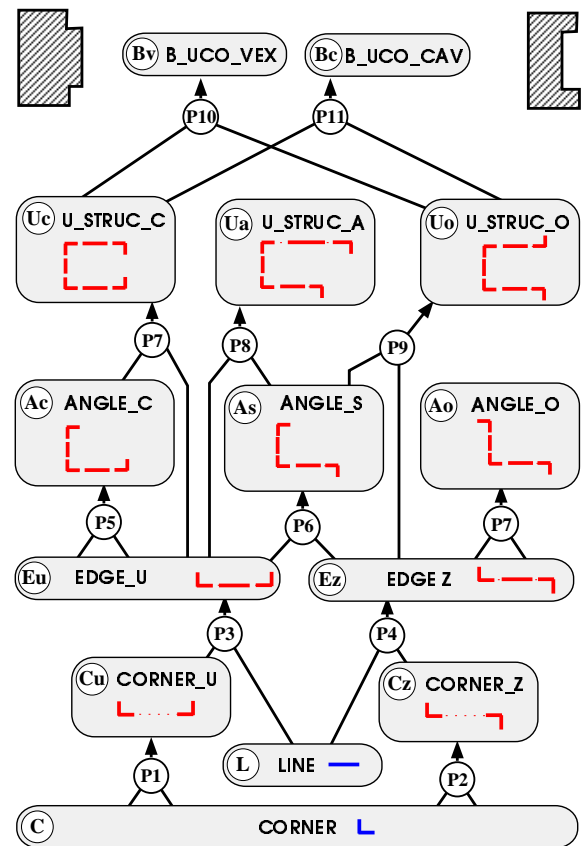 Bv B_UCO_VEX Bc B_UCO_CAV
P10 P11
Uc U_STRUC_C Ua U_STRUC_A Uo U_STRUC_O
P7 P8 P9
Ac ANGLE_C As ANGLE_S Ao ANGLE_O
P5 P6 P7
Eu EDGE_U Ez EDGE Z
P3 P4
Cu CORNER_U Cz CORNER_Z
L LINE
P1 P2
C CORNER